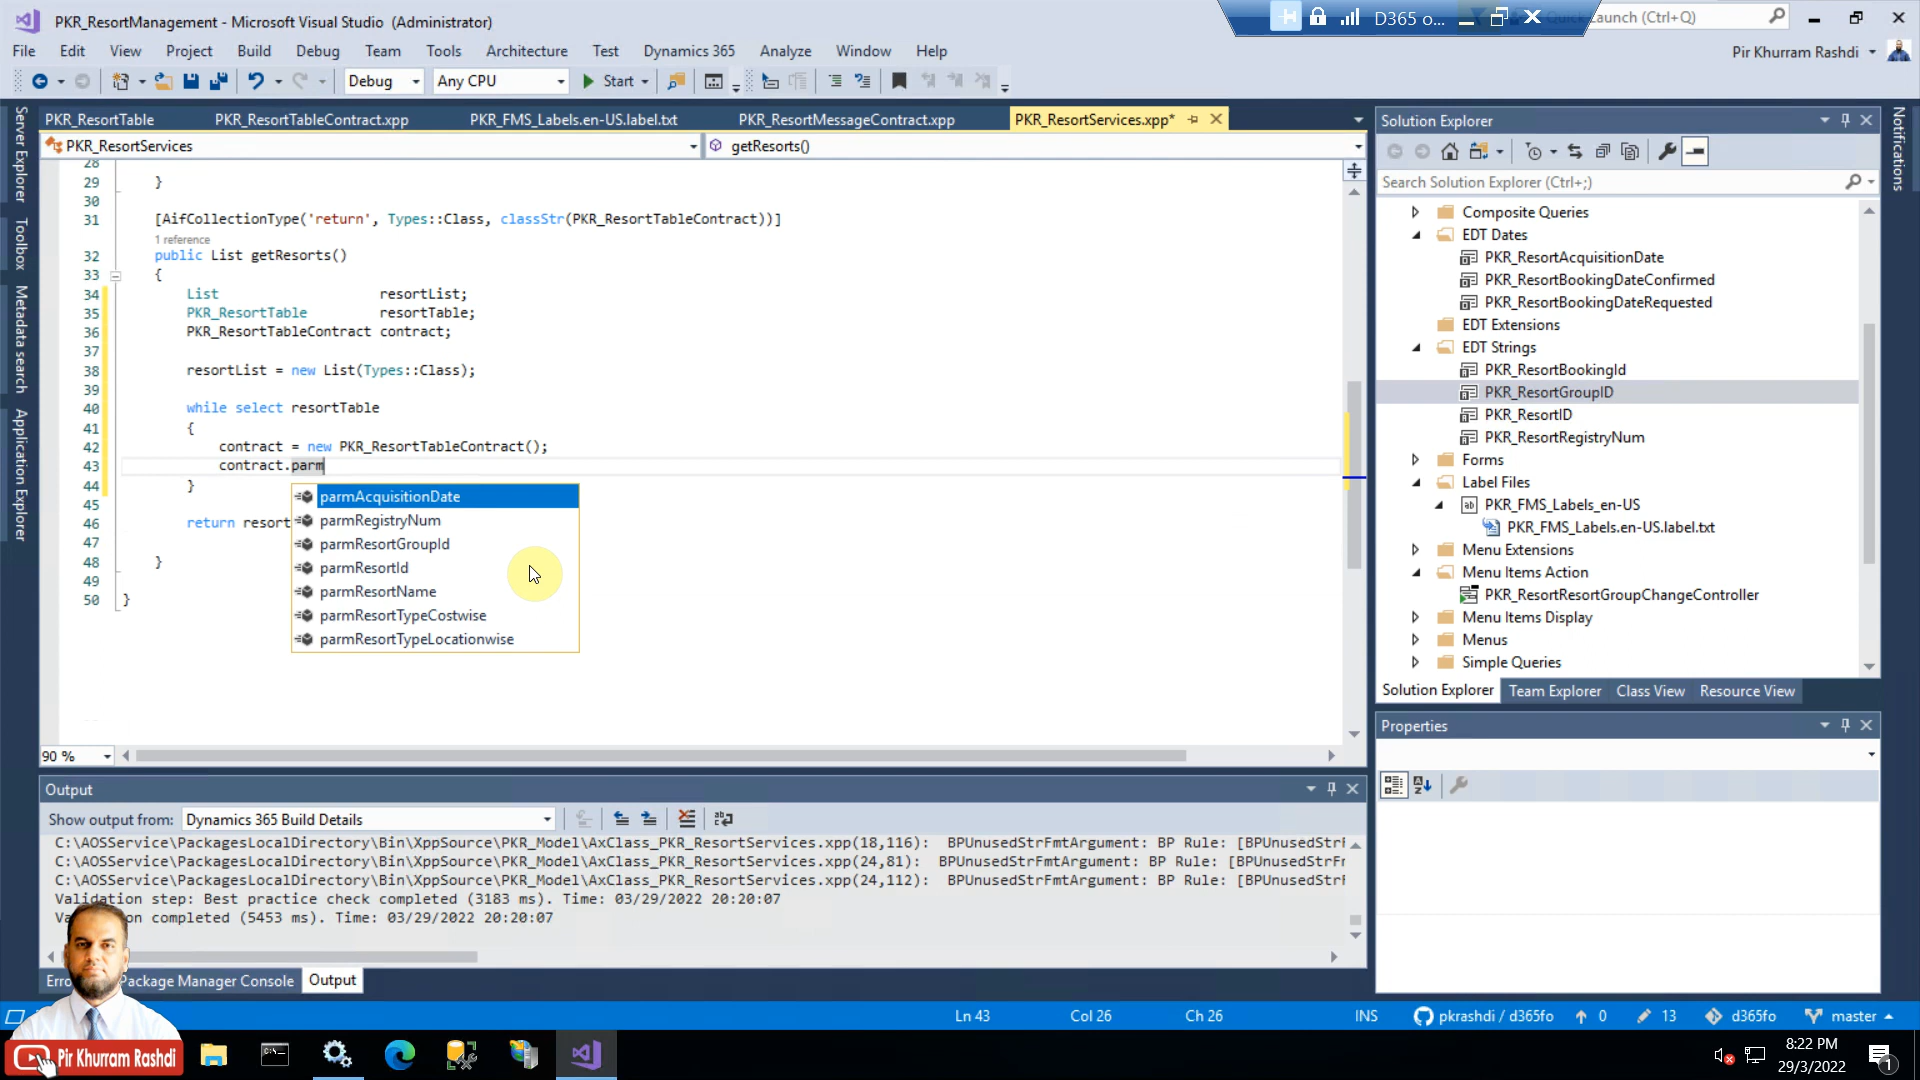 PKR_ResortManagement - Microsoft Visual Studio (Administrator)
D365 o...
Launch (Ctrl+Q)
File Edit View Project Build Debug Team Tools Architecture Test Dynamics 365 Analyze Window Help
Pir Khurram Rashdi
Debug
Any CPU
Start
PKR_ResortTable
PKR_ResortTableContract.xpp
PKR_FMS_Labels.en-US.label.txt
PKR_ResortMessageContract.xpp
PKR_ResortServices.xpp*
PKR_ResortServices
getResorts()
Server Explorer
Toolbox
Metadata search
Application Explorer
28
29 }
30
31 [AifCollectionType('return', Types::Class, classStr(PKR_ResortTableContract))]
1 reference
32 public List getResorts()
33 {
34 List resortList;
35 PKR_ResortTable resortTable;
36 PKR_ResortTableContract contract;
37
38 resortList = new List(Types::Class);
39
40 while select resortTable
41 {
42 contract = new PKR_ResortTableContract();
43 contract.parm
44 }
45
46 return resort
47
48 }
49
50 }
parmAcquisitionDate
parmRegistryNum
parmResortGroupId
parmResortId
parmResortName
parmResortTypeCostwise
parmResortTypeLocationwise
90 %
Output
Show output from: Dynamics 365 Build Details
C:\AOSService\PackagesLocalDirectory\Bin\XppSource\PKR_Model\AxClass_PKR_ResortServices.xpp(18,116): BPUnusedStrFmtArgument: BP Rule: [BPUnusedStrF
C:\AOSService\PackagesLocalDirectory\Bin\XppSource\PKR_Model\AxClass_PKR_ResortServices.xpp(24,81): BPUnusedStrFmtArgument: BP Rule: [BPUnusedStrFr
C:\AOSService\PackagesLocalDirectory\Bin\XppSource\PKR_Model\AxClass_PKR_ResortServices.xpp(24,112): BPUnusedStrFmtArgument: BP Rule: [BPUnusedStrF
Validation step: Best practice check completed (3183 ms). Time: 03/29/2022 20:20:07
Va on completed (5453 ms). Time: 03/29/2022 20:20:07
Erro
Package Manager Console
Output
Solution Explorer
Search Solution Explorer (Ctrl+;)
Composite Queries
EDT Dates
PKR_ResortAcquisitionDate
PKR_ResortBookingDateConfirmed
PKR_ResortBookingDateRequested
EDT Extensions
EDT Strings
PKR_ResortBookingId
PKR_ResortGroupID
PKR_ResortID
PKR_ResortRegistryNum
Forms
Label Files
PKR_FMS_Labels_en-US
PKR_FMS_Labels.en-US.label.txt
Menu Extensions
Menu Items Action
PKR_ResortResortGroupChangeController
Menu Items Display
Menus
Simple Queries
Solution Explorer Team Explorer Class View Resource View
Properties
Notifications
Ln 43 Col 26 Ch 26 INS
pkrashdi / d365fo 0 13 d365fo master
Pir Khurram Rashdi
8:22 PM
29/3/2022
1